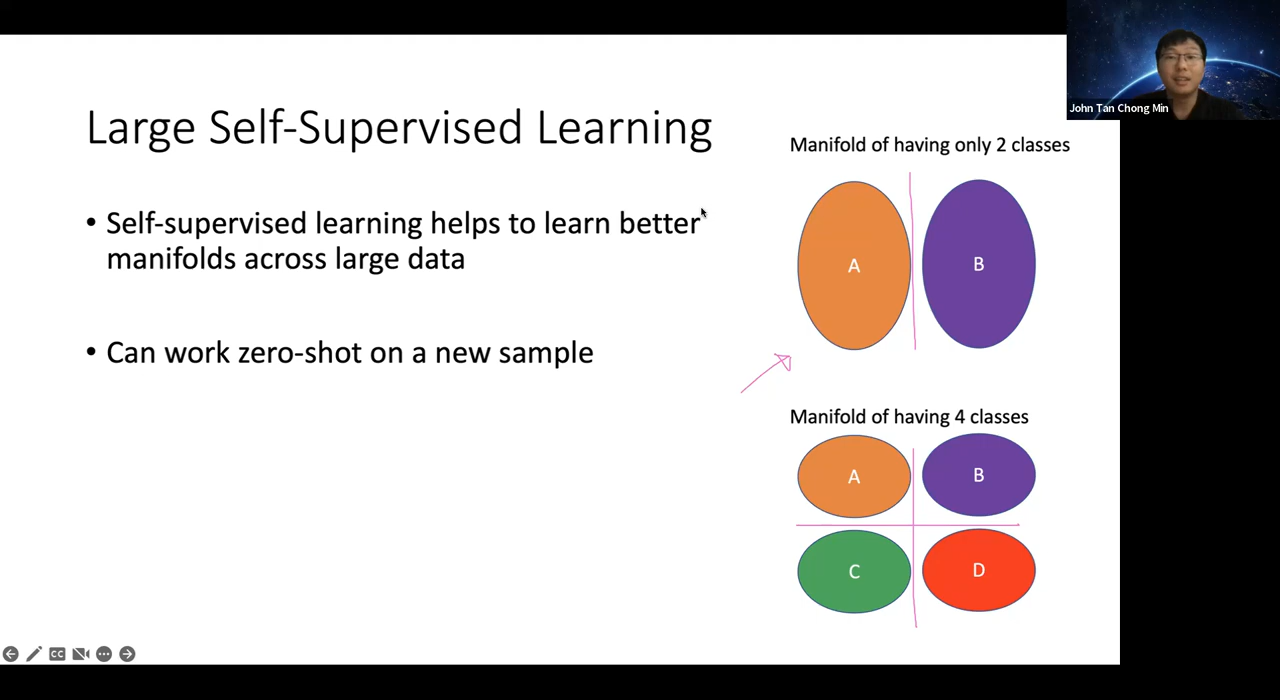 John Tan Chong Min
Large Self-Supervised Learning
• Self-supervised learning helps to learn better
manifolds across large data
• Can work zero-shot on a new sample
Manifold of having only 2 classes
A
B
Manifold of having 4 classes
A
B
C
D
CC